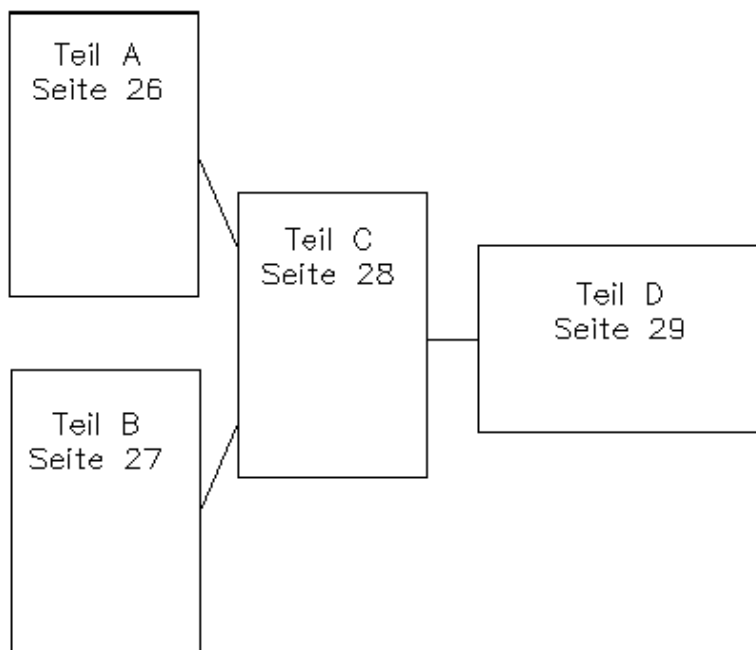 Teil A
Seite 26
Teil B
Seite 27
Teil C
Seite 28
Teil D
Seite 29